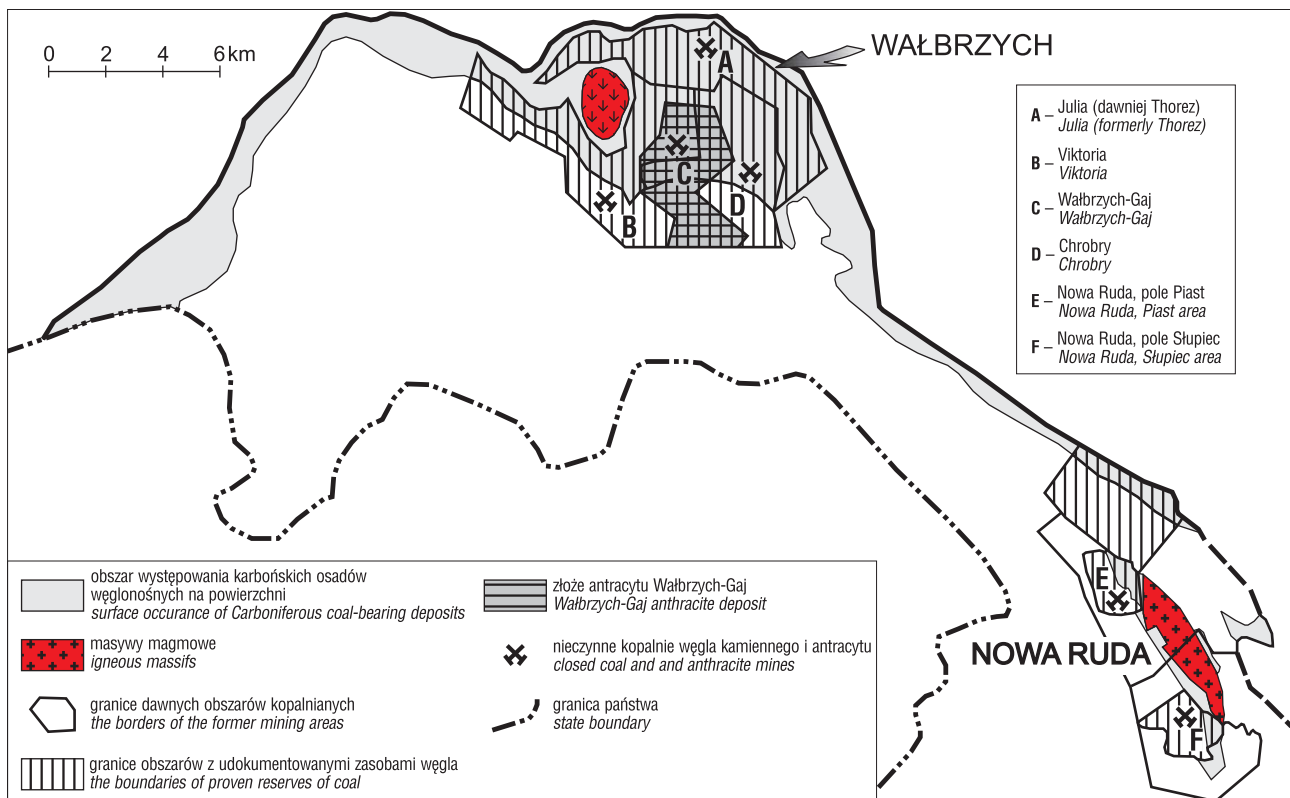 0 2 4 6 km
WAŁBRZYCH
A
B
C
D
E
F
NOWA RUDA
A – Julia (dawniej Thorez)
Julia (formerly Thorez)
B – Viktoria
Viktoria
C – Wałbrzych-Gaj
Wałbrzych-Gaj
D – Chrobry
Chrobry
E – Nowa Ruda, pole Piast
Nowa Ruda, Piast area
F – Nowa Ruda, pole Słupiec
Nowa Ruda, Słupiec area
obszar występowania karbońskich osadów
węglonośnych na powierzchni
surface occurance of Carboniferous coal-bearing deposits
masywy magmowe
igneous massifs
granice dawnych obszarów kopalnianych
the borders of the former mining areas
granice obszarów z udokumentowanymi zasobami węgla
the boundaries of proven reserves of coal
złoże antracytu Wałbrzych-Gaj
Wałbrzych-Gaj anthracite deposit
nieczynne kopalnie węgla kamiennego i antracytu
closed coal and and anthracite mines
granica państwa
state boundary